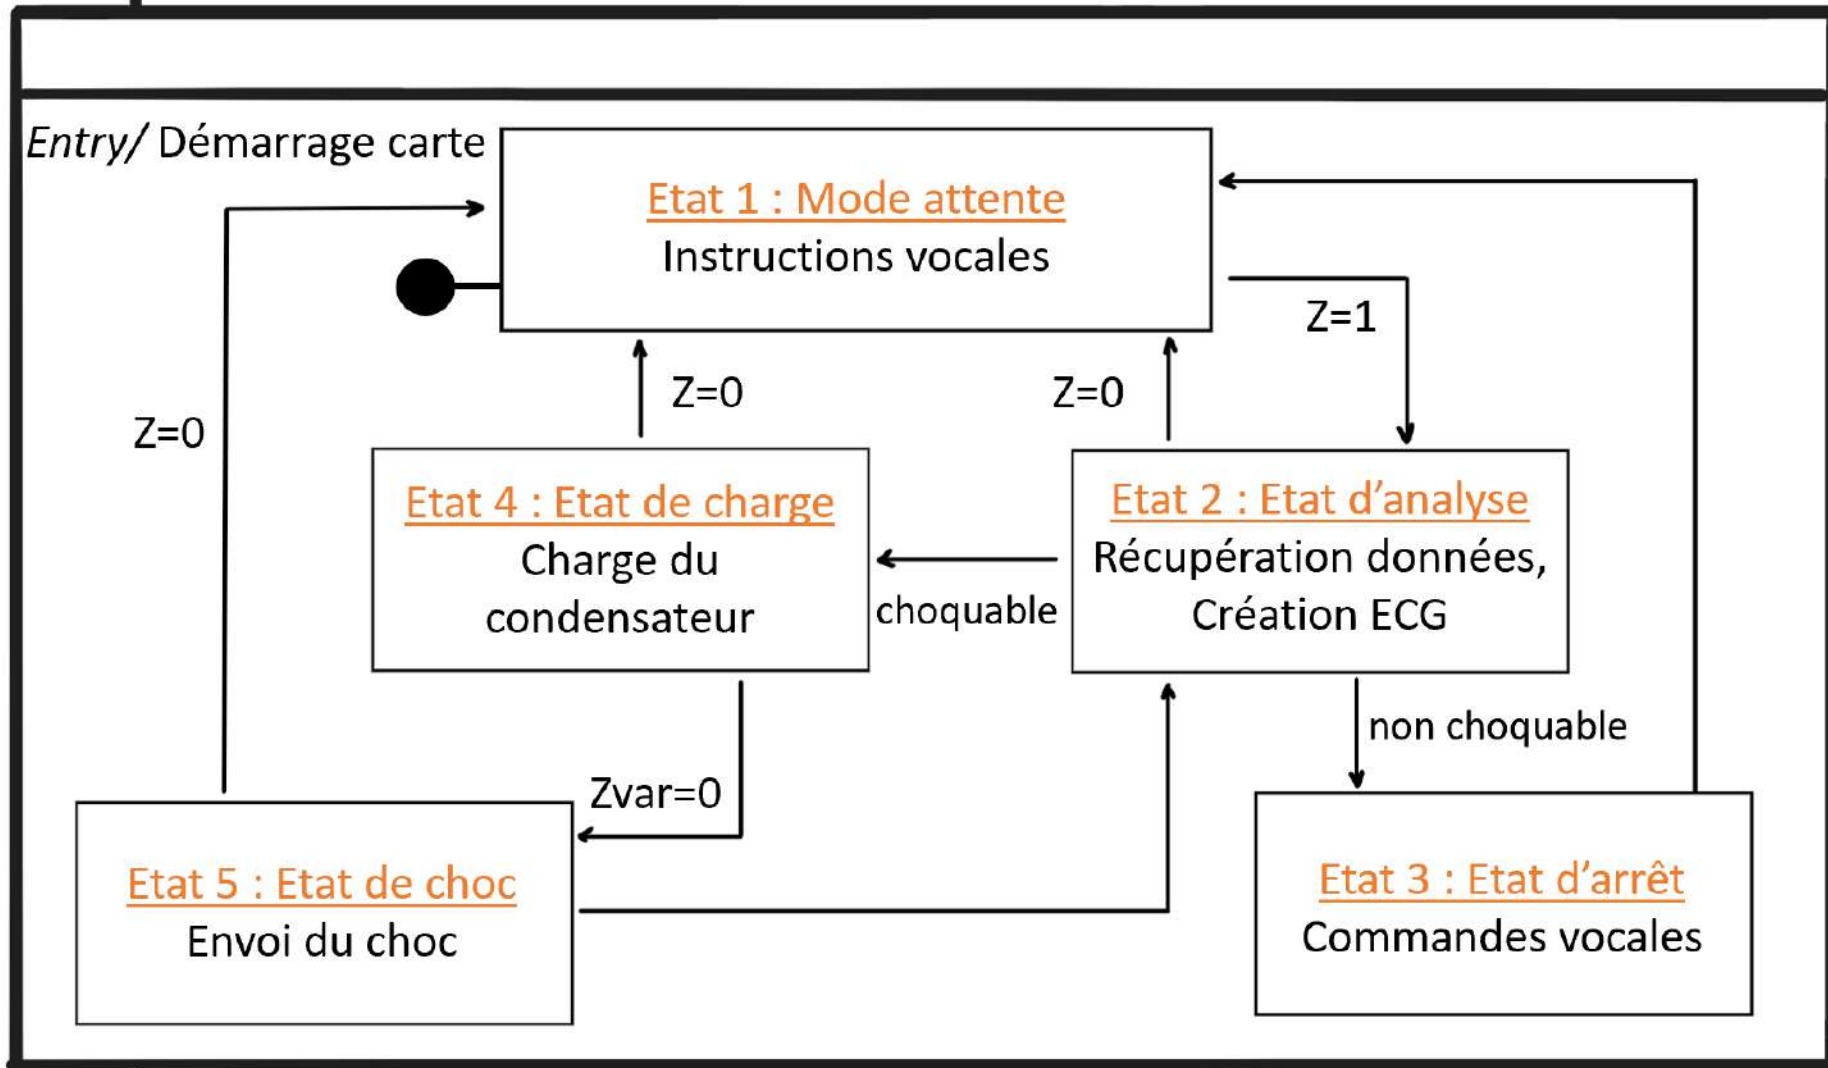 Entry/ Démarrage carte
Etat 1 : Mode attente
Instructions vocales
Z=1
Z=0
Z=0
Z=0
Etat 4 : Etat de charge
Charge du
condensateur
choquable
Etat 2 : Etat d’analyse
Récupération données,
Création ECG
non choquable
Zvar=0
Etat 5 : Etat de choc
Envoi du choc
Etat 3 : Etat d’arrêt
Commandes vocales